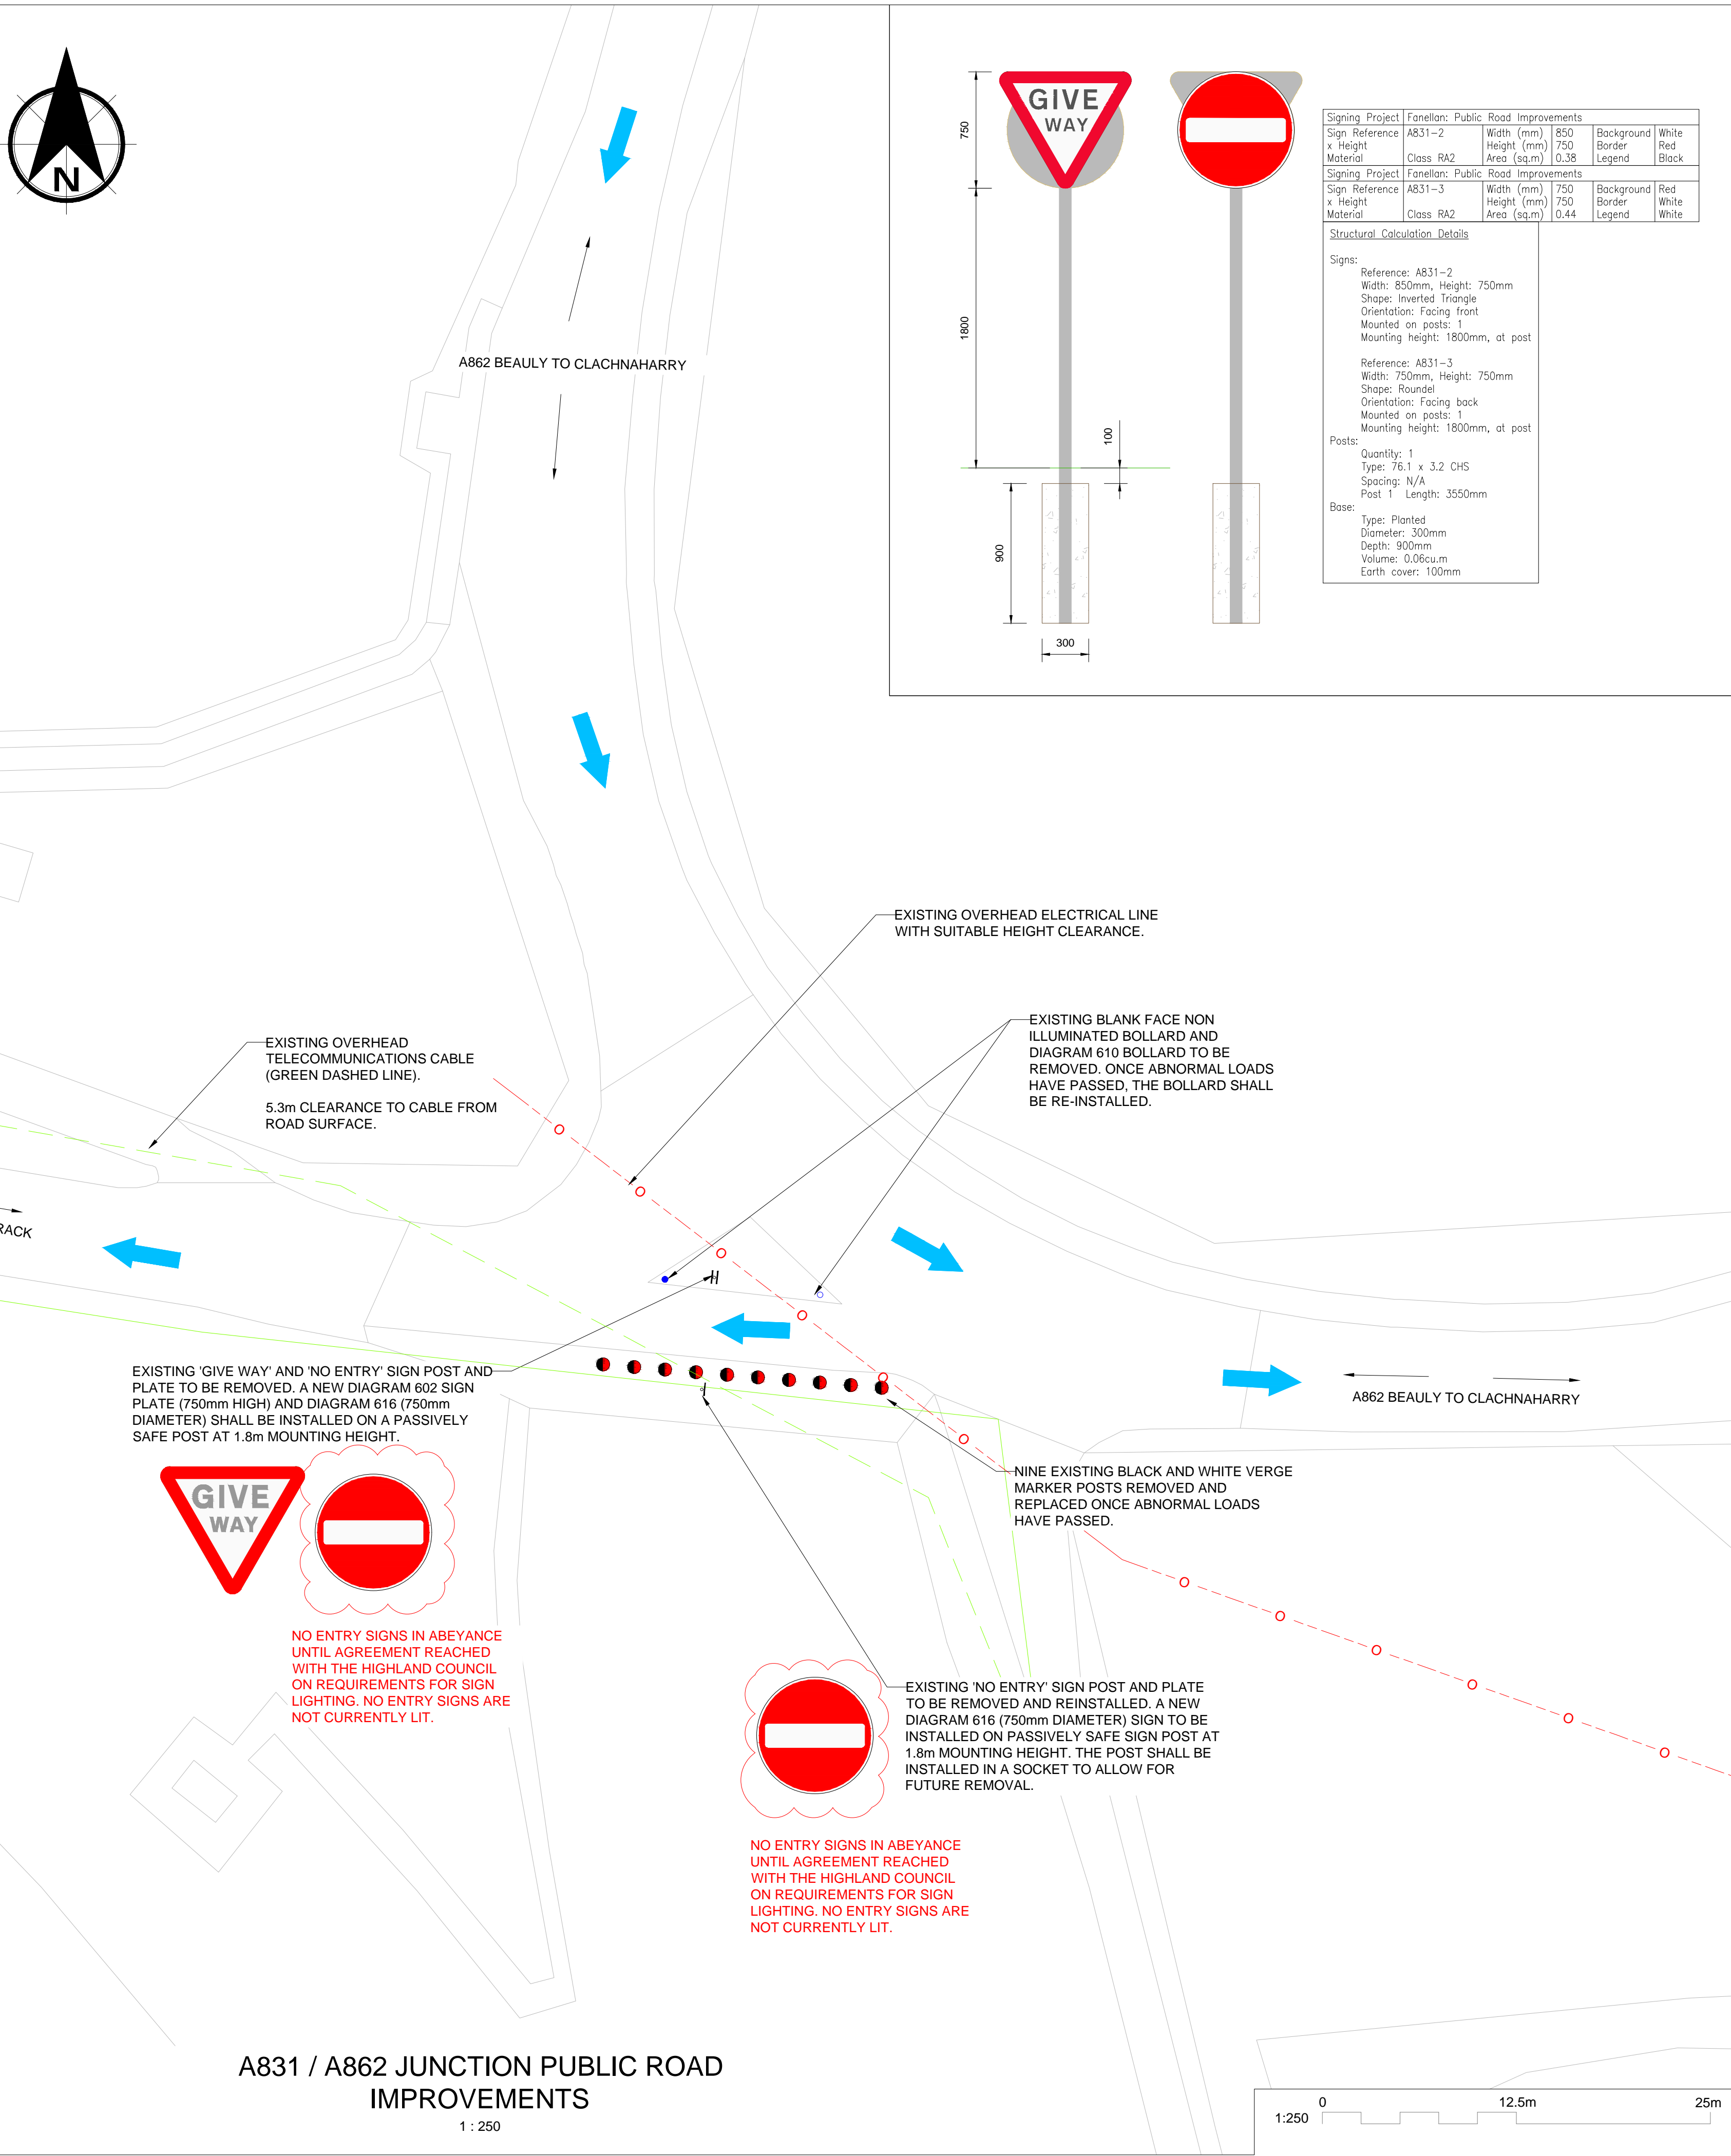 N
A862 BEAULY TO CLACHNAHARRY
750
1800
100
900
300
GIVE
WAY
Signing Project Fanellan: Public Road Improvements
Sign Reference A831-2 Width (mm) 850 Background White
x Height Height (mm) 750 Border Red
Material Class RA2 Area (sq.m) 0.38 Legend Black
Signing Project Fanellan: Public Road Improvements
Sign Reference A831-3 Width (mm) 750 Background Red
x Height Height (mm) 750 Border White
Material Class RA2 Area (sq.m) 0.44 Legend White
Structural Calculation Details
Signs:
Reference: A831-2
Width: 850mm, Height: 750mm
Shape: Inverted Triangle
Orientation: Facing front
Mounted on posts: 1
Mounting height: 1800mm, at post
Reference: A831-3
Width: 750mm, Height: 750mm
Shape: Roundel
Orientation: Facing back
Mounted on posts: 1
Mounting height: 1800mm, at post
Posts:
Quantity: 1
Type: 76.1 x 3.2 CHS
Spacing: N/A
Post 1 Length: 3550mm
Base:
Type: Planted
Diameter: 300mm
Depth: 900mm
Volume: 0.06cu.m
Earth cover: 100mm
EXISTING OVERHEAD ELECTRICAL LINE
WITH SUITABLE HEIGHT CLEARANCE.
EXISTING BLANK FACE NON
ILLUMINATED BOLLARD AND
DIAGRAM 610 BOLLARD TO BE
REMOVED. ONCE ABNORMAL LOADS
HAVE PASSED, THE BOLLARD SHALL
BE RE-INSTALLED.
EXISTING OVERHEAD
TELECOMMUNICATIONS CABLE
(GREEN DASHED LINE).
5.3m CLEARANCE TO CABLE FROM
ROAD SURFACE.
O
O
O
O
O
O
RACK
EXISTING 'GIVE WAY' AND 'NO ENTRY' SIGN POST AND
PLATE TO BE REMOVED. A NEW DIAGRAM 602 SIGN
PLATE (750mm HIGH) AND DIAGRAM 616 (750mm
DIAMETER) SHALL BE INSTALLED ON A PASSIVELY
SAFE POST AT 1.8m MOUNTING HEIGHT.
A862 BEAULY TO CLACHNAHARRY
GIVE
WAY
NINE EXISTING BLACK AND WHITE VERGE
MARKER POSTS REMOVED AND
REPLACED ONCE ABNORMAL LOADS
HAVE PASSED.
O
O
O
O
O
O
NO ENTRY SIGNS IN ABEYANCE
UNTIL AGREEMENT REACHED
WITH THE HIGHLAND COUNCIL
ON REQUIREMENTS FOR SIGN
LIGHTING. NO ENTRY SIGNS ARE
NOT CURRENTLY LIT.
EXISTING 'NO ENTRY' SIGN POST AND PLATE
TO BE REMOVED AND REINSTALLED. A NEW
DIAGRAM 616 (750mm DIAMETER) SIGN TO BE
INSTALLED ON PASSIVELY SAFE SIGN POST AT
1.8m MOUNTING HEIGHT. THE POST SHALL BE
INSTALLED IN A SOCKET TO ALLOW FOR
FUTURE REMOVAL.
NO ENTRY SIGNS IN ABEYANCE
UNTIL AGREEMENT REACHED
WITH THE HIGHLAND COUNCIL
ON REQUIREMENTS FOR SIGN
LIGHTING. NO ENTRY SIGNS ARE
NOT CURRENTLY LIT.
A831 / A862 JUNCTION PUBLIC ROAD
IMPROVEMENTS
1 : 250
1:250 0 12.5m 25m